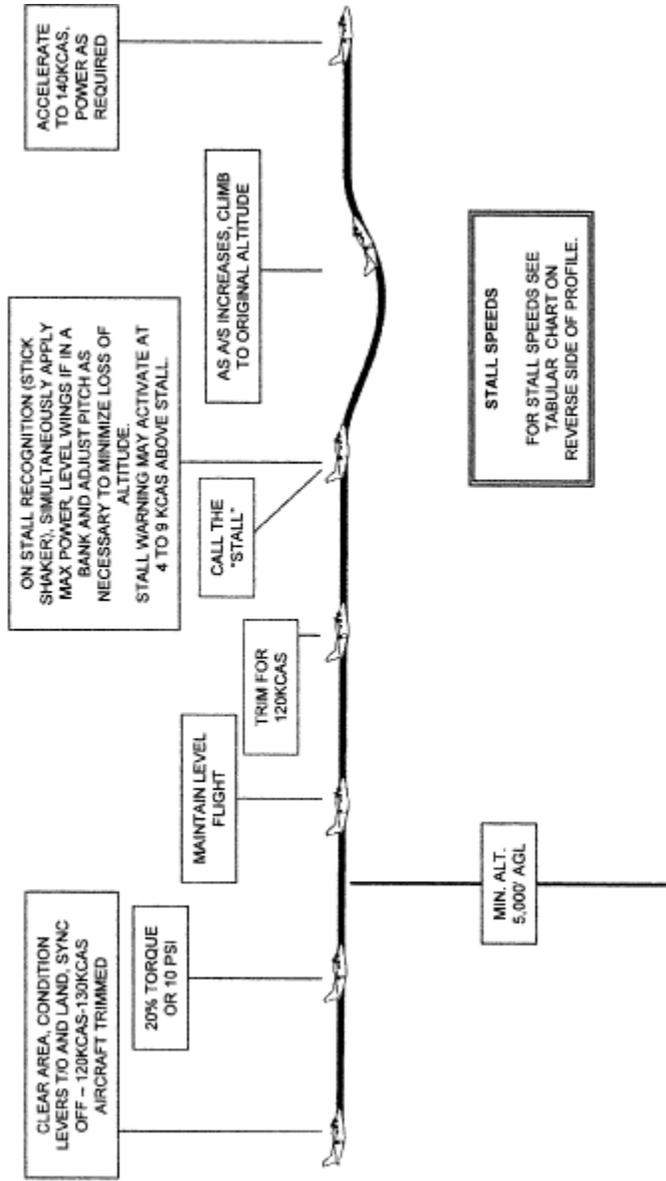 CLEAR AREA, CONDITION
LEVERS T/O AND LAND, SYNC
OFF – 120KCAS-130KCAS
AIRCRAFT TRIMMED
20% TORQUE
OR 10 PSI
MAINTAIN LEVEL
FLIGHT
TRIM FOR
120KCAS
ON STALL RECOGNITION (STICK
SHAKER), SIMULTANEOUSLY APPLY
MAX POWER, LEVEL WINGS IF IN A
BANK AND ADJUST PITCH AS
NECESSARY TO MINIMIZE LOSS OF
ALTITUDE.
STALL WARNING MAY ACTIVATE AT
4 TO 9 KCAS ABOVE STALL.
CALL THE
"STALL"
AS A/S INCREASES, CLIMB
TO ORIGINAL ALTITUDE
ACCELERATE
TO 140KCAS,
POWER AS
REQUIRED
MIN. ALT.
5,000' AGL
STALL SPEEDS
FOR STALL SPEEDS SEE
TABULAR CHART ON
REVERSE SIDE OF PROFILE.